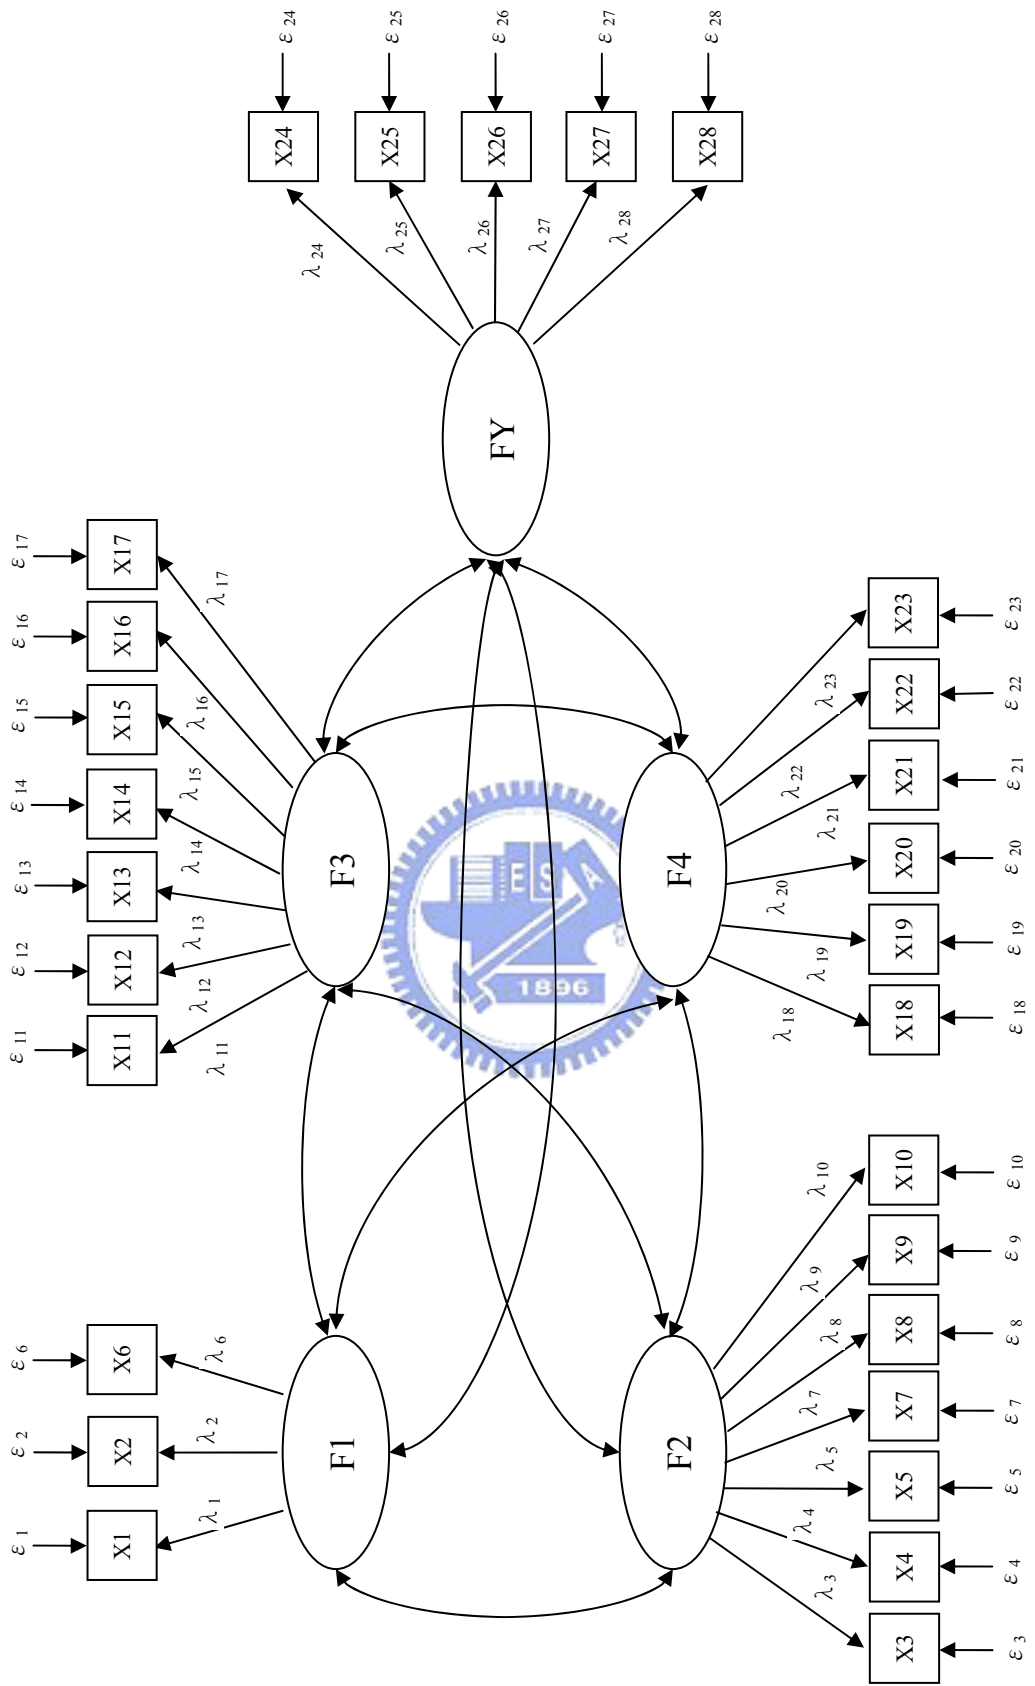 ε 1 ε 2 ε 6 ε 11 ε 12 ε 13 ε 14 ε 15 ε 16 ε 17
X1 X2 X6 X11 X12 X13 X14 X15 X16 X17
λ 1 λ 2 λ 6 λ 11 λ 12 λ 13 λ 14 λ 15 λ 16 λ 17
F1 F3
FY
F2 F4
λ 3 λ 4 λ 5 λ 7 λ 8 λ 9 λ 10 λ 18 λ 19 λ 20 λ 21 λ 22 λ 23
X3 X4 X5 X7 X8 X9 X10 X18 X19 X20 X21 X22 X23
ε 3 ε 4 ε 5 ε 7 ε 8 ε 9 ε 10 ε 18 ε 19 ε 20 ε 21 ε 22 ε 23
λ 24 X24 ε 24
λ 25 X25 ε 25
λ 26 X26 ε 26
λ 27 X27 ε 27
λ 28 X28 ε 28
E S A
1896